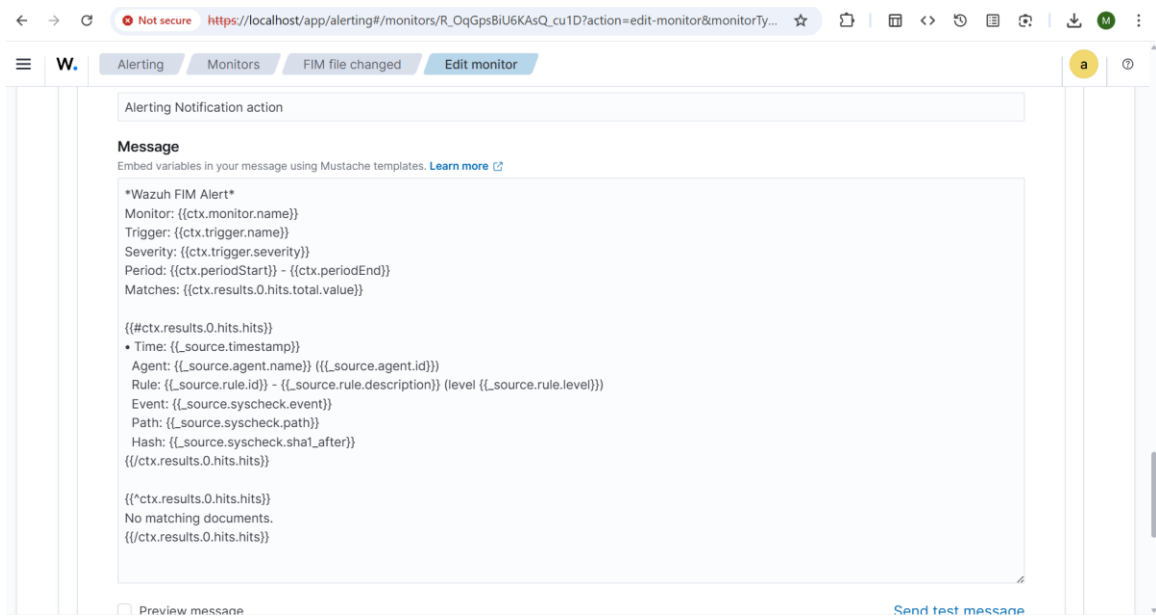 Not secure https://localhost/app/alerting#/monitors/R_OqGpsBiU6KAsQ_cu1D?action=edit-monitor&monitorTy... M
W. Alerting Monitors FIM file changed Edit monitor a
Alerting Notification action
Message
Embed variables in your message using Mustache templates. Learn more
*Wazuh FIM Alert*
Monitor: {{ctx.monitor.name}}
Trigger: {{ctx.trigger.name}}
Severity: {{ctx.trigger.severity}}
Period: {{ctx.periodStart}} - {{ctx.periodEnd}}
Matches: {{ctx.results.0.hits.total.value}}
{{#ctx.results.0.hits.hits}}
• Time: {{_source.timestamp}}
Agent: {{_source.agent.name}} ({{_source.agent.id}})
Rule: {{_source.rule.id}} - {{_source.rule.description}} (level {{_source.rule.level}})
Event: {{_source.syscheck.event}}
Path: {{_source.syscheck.path}}
Hash: {{_source.syscheck.sha1_after}}
{{/ctx.results.0.hits.hits}}
{{^ctx.results.0.hits.hits}}
No matching documents.
{{/ctx.results.0.hits.hits}}
Preview message Send test message